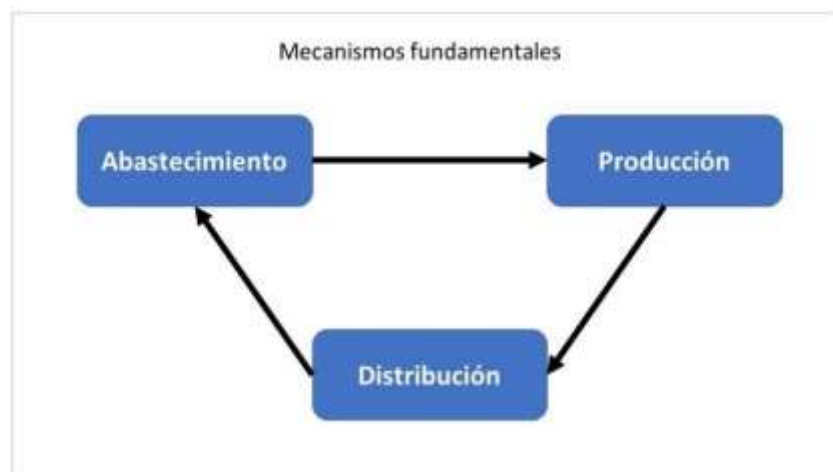 Mecanismos fundamentales
Abastecimiento
Producción
Distribución